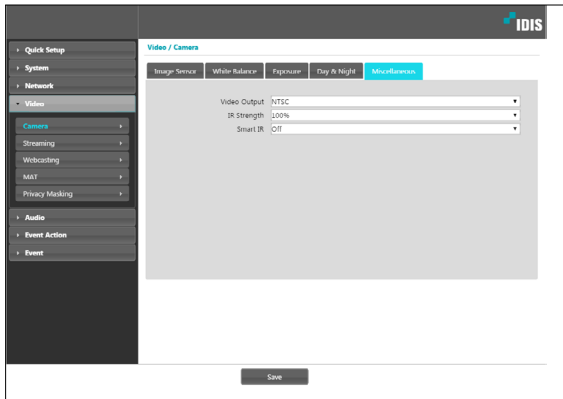 IDIS
Quick Setup
System
Network
Video
Camera
Streaming
Webcasting
MAT
Privacy Masking
Audio
Event Action
Event
Video / Camera
Image Sensor White Balance Exposure Day & Night Miscellaneous
Video Output NTSC
IR Strength 100%
Smart IR Off
Save